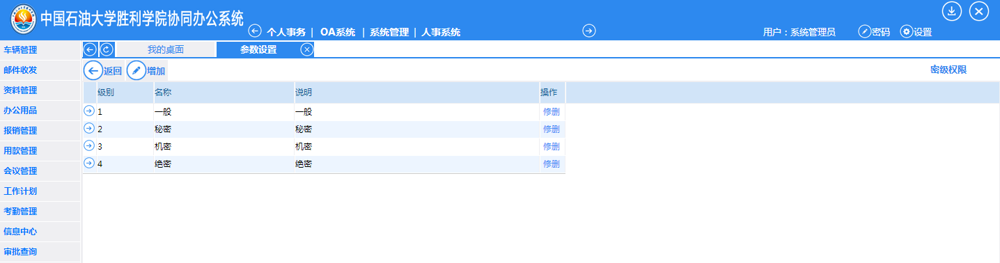 中国石油大学胜利学院协同办公系统
个人事务 | OA系统 | 系统管理 | 人事系统
用户：系统管理员 密码 设置
车辆管理
邮件收发
资料管理
办公用品
报销管理
用款管理
会议管理
工作计划
考勤管理
信息中心
审批查询
我的桌面 参数设置
返回 增加 密级权限
级别 名称 说明 操作
1 一般 一般 修删
2 秘密 秘密 修删
3 机密 机密 修删
4 绝密 绝密 修删